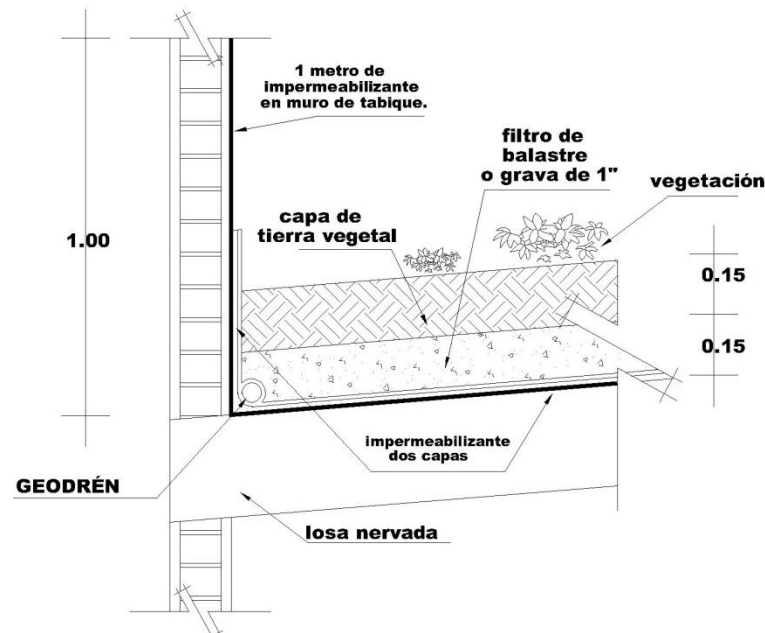 1 metro de
impermeabilizante
en muro de tabique.
filtro de
balastre
o grava de 1"
vegetación
capa de
tierra vegetal
1.00
0.15
0.15
impermeabilizante
dos capas
GEODRÉN
losa nervada